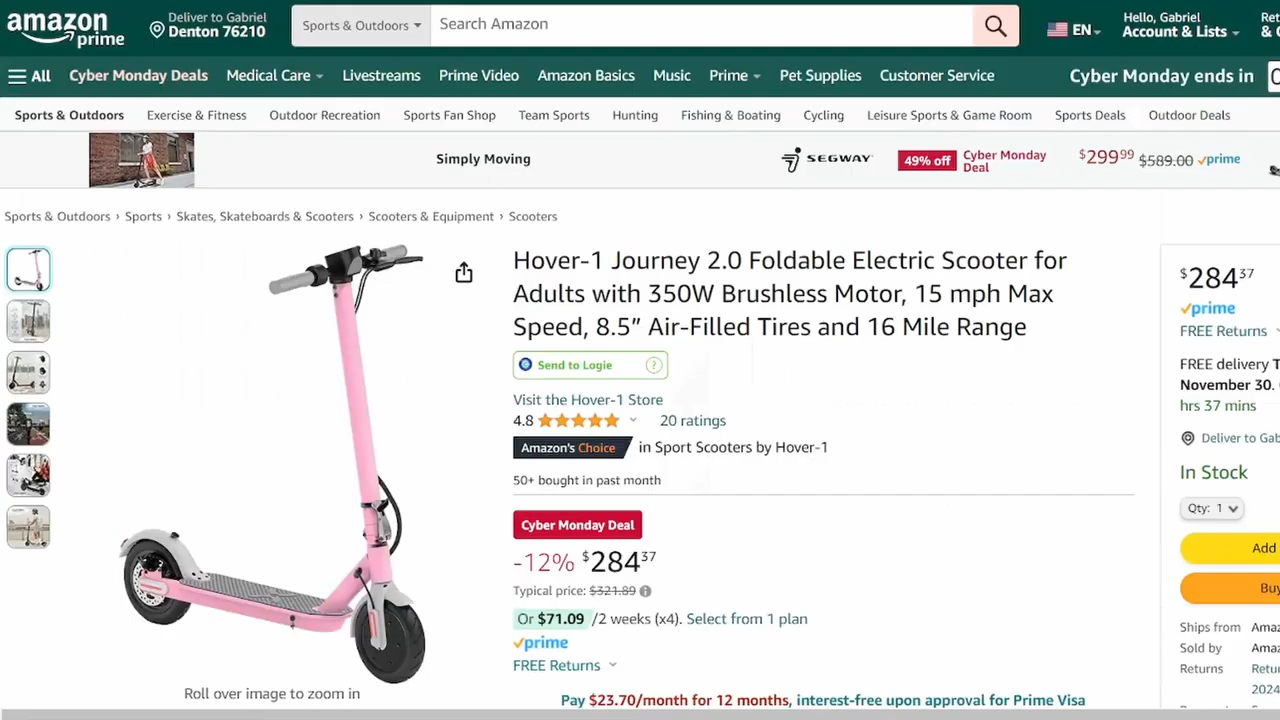 amazon prime
Deliver to Gabriel
Denton 76210
Sports & Outdoors
Search Amazon
EN
Hello, Gabriel
Account & Lists
& 
All
Cyber Monday Deals
Medical Care
Livestreams
Prime Video
Amazon Basics
Music
Prime
Pet Supplies
Customer Service
Cyber Monday ends in
Sports & Outdoors
Exercise & Fitness
Outdoor Recreation
Sports Fan Shop
Team Sports
Hunting
Fishing & Boating
Cycling
Leisure Sports & Game Room
Sports Deals
Outdoor Deals
Simply Moving
SEGWAY
49% off
Cyber Monday
Deal
$29999 $589.00 prime
Sports & Outdoors › Sports › Skates, Skateboards & Scooters › Scooters & Equipment › Scooters
Hover-1 Journey 2.0 Foldable Electric Scooter for
Adults with 350W Brushless Motor, 15 mph Max
Speed, 8.5” Air-Filled Tires and 16 Mile Range
Send to Logie ?
Visit the Hover-1 Store
4.8 20 ratings
Amazon's Choice in Sport Scooters by Hover-1
50+ bought in past month
Cyber Monday Deal
-12% $28437
Typical price: $321.89
Or $71.09 /2 weeks (x4). Select from 1 plan
prime
FREE Returns
Pay $23.70/month for 12 months, interest-free upon approval for Prime Visa
Roll over image to zoom in
$28437
prime
FREE Returns
FREE delivery
November 30.
hrs 37 mins
Deliver to
In Stock
Qty: 1
Add
Ships from
Sold by
Returns
2024